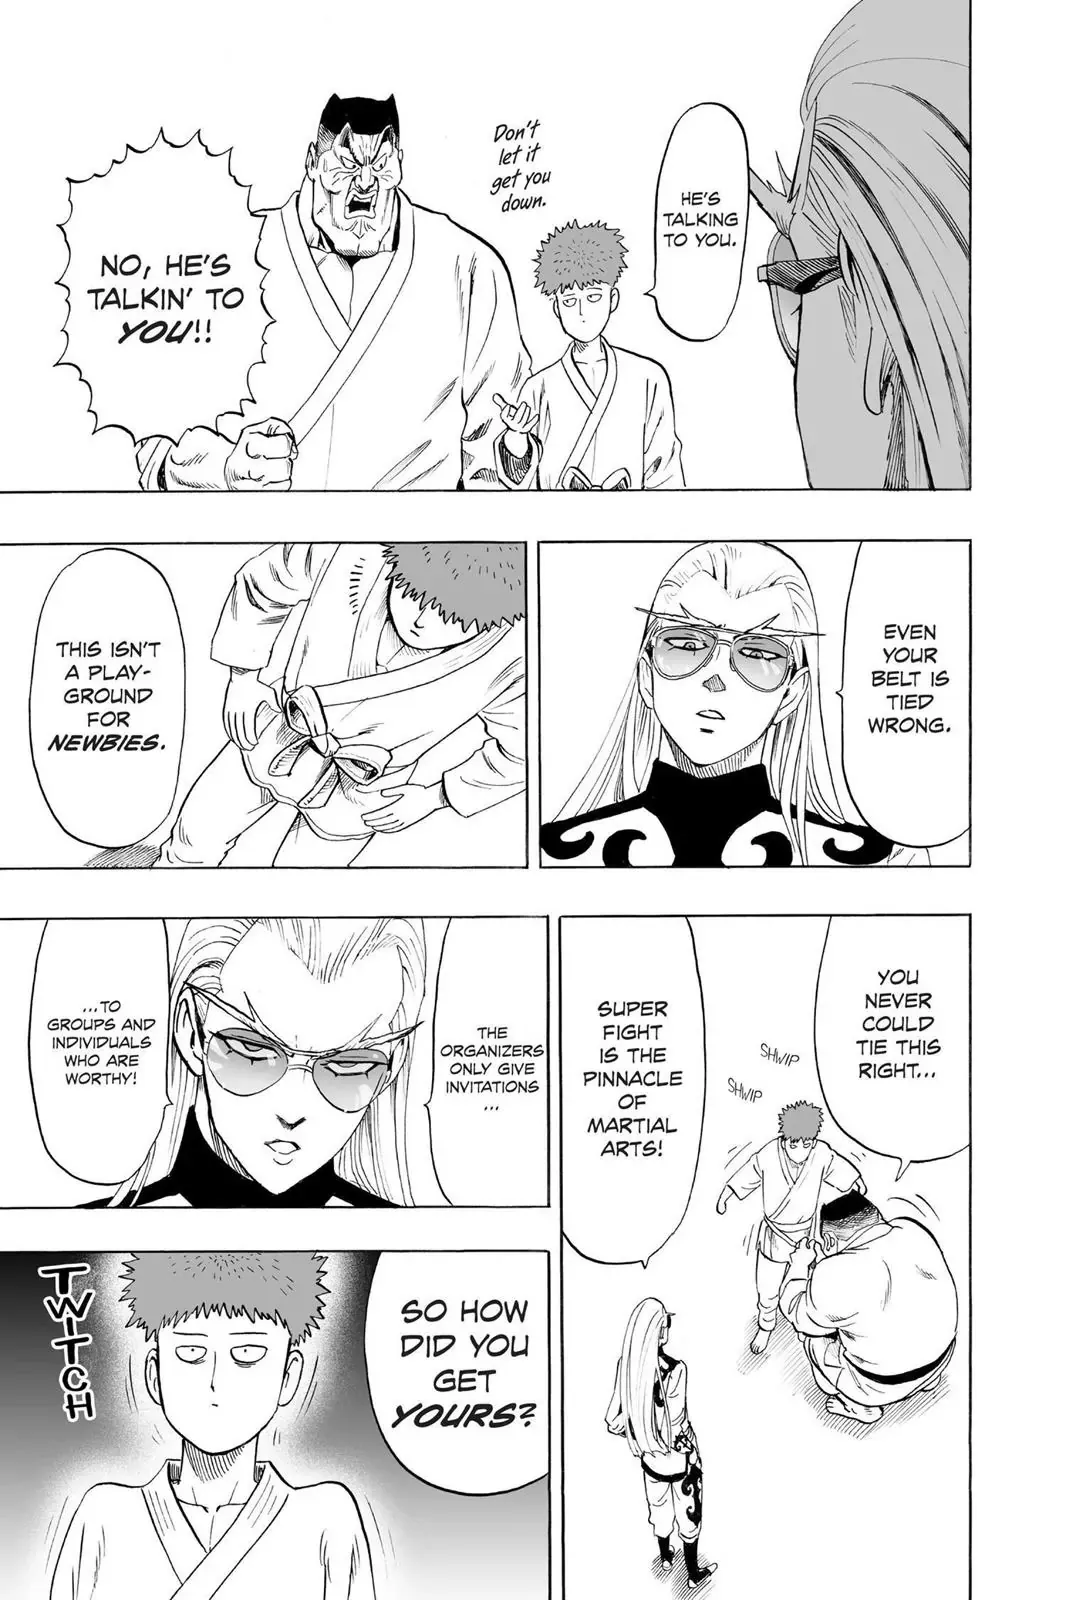 HE'S
TALKING
TO YOU.
Don't
let it
get you
down.
NO, HE'S
TALKIN' TO
YOU!!
EVEN
YOUR
BELT IS
TIED
WRONG.
THIS ISN'T
A PLAY-
GROUND
FOR
NEWBIES.
YOU
NEVER
COULD
TIE THIS
RIGHT...
SHWIP
SHWIP
SUPER
FIGHT
IS THE
PINNACLE
OF
MARTIAL
ARTS!
THE
ORGANIZERS
ONLY GIVE
INVITATIONS
...
...TO
GROUPS AND
INDIVIDUALS
WHO ARE
WORTHY!
SO HOW
DID YOU
GET
YOURS?
TWITCH